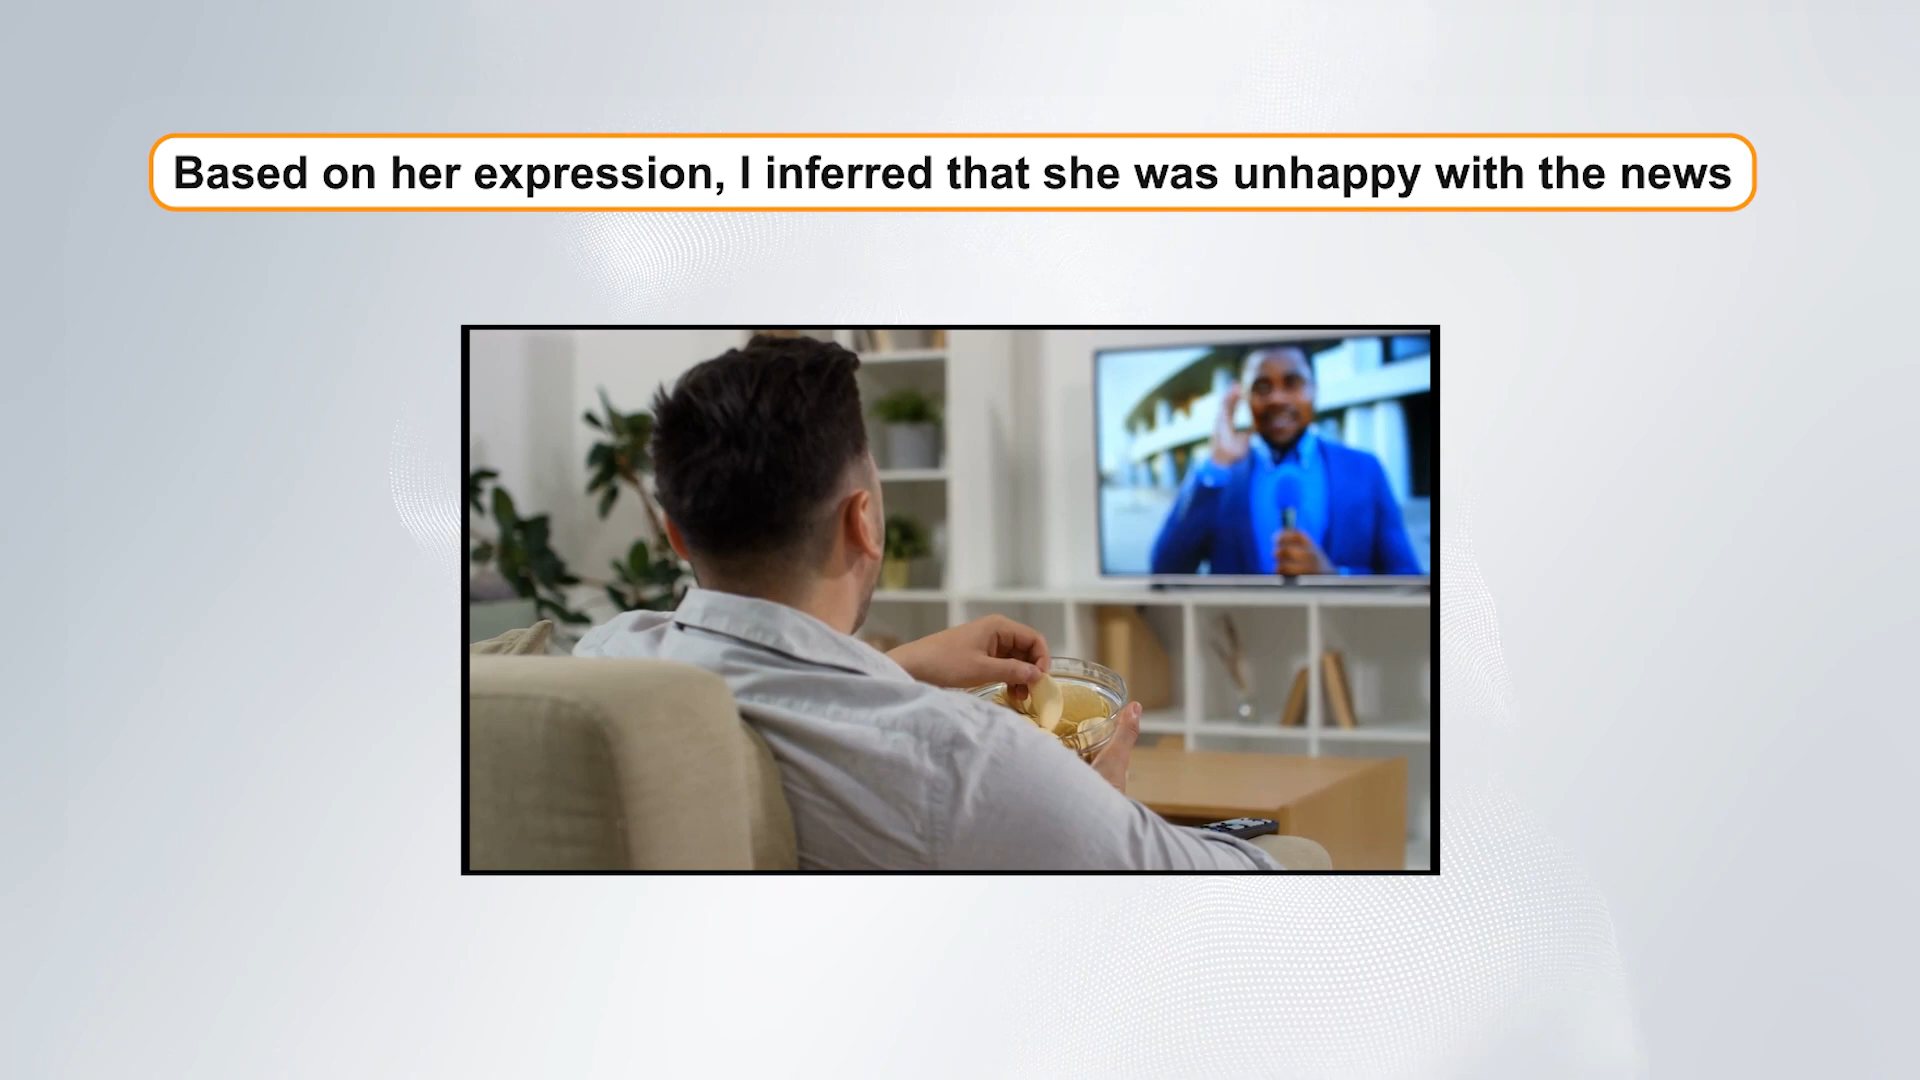 Based on her expression, I inferred that she was unhappy with the news